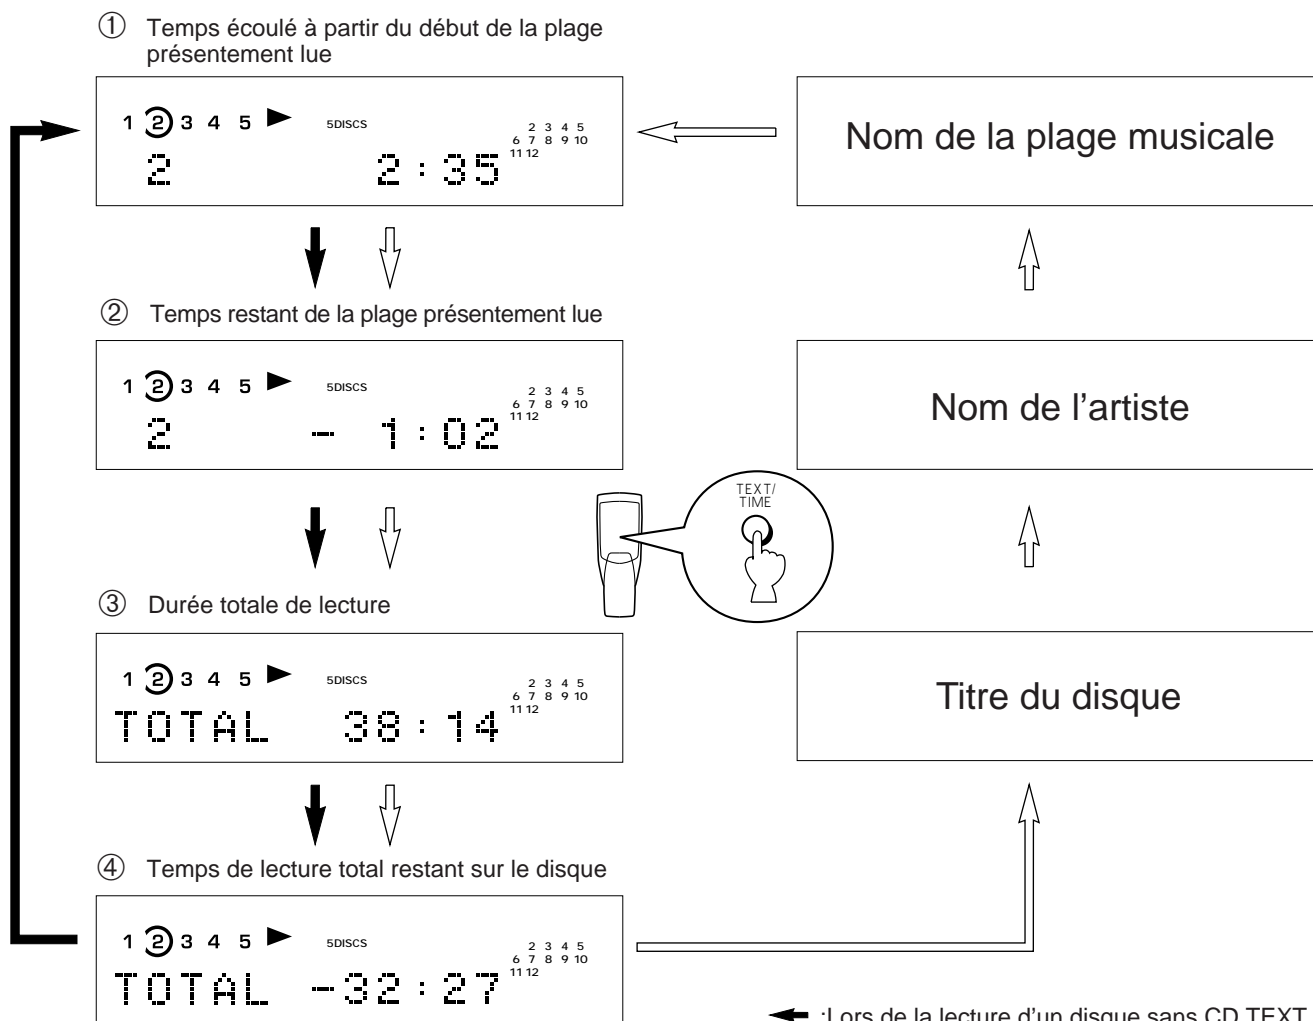 ① Temps écoulé à partir du début de la plage
présentement lue
1 2 3 4 5 5DISCS 2 3 4 5
6 7 8 9 10
11 12
2 2:35
Nom de la plage musicale
② Temps restant de la plage présentement lue
1 2 3 4 5 5DISCS 2 3 4 5
6 7 8 9 10
11 12
2 - 1:02
Nom de l’artiste
TEXT/
TIME
③ Durée totale de lecture
1 2 3 4 5 5DISCS 2 3 4 5
6 7 8 9 10
11 12
TOTAL 38:14
Titre du disque
④ Temps de lecture total restant sur le disque
1 2 3 4 5 5DISCS 2 3 4 5
6 7 8 9 10
11 12
TOTAL -32:27
:Lors de la lecture d’un disque sans CD TEXT